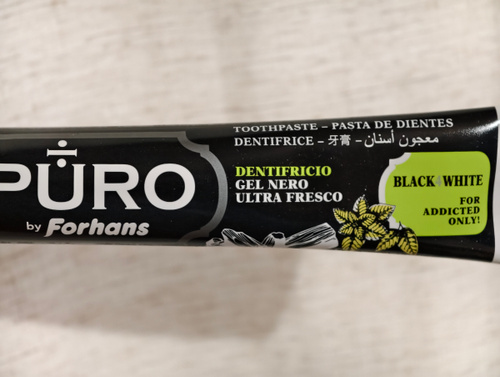 PŪRO
by Forhans
TOOTHPASTE – PASTA DE DIENTES
DENTIFRICE – 牙膏 – معجون أسنان
DENTIFRICIO
GEL NERO
ULTRA FRESCO
BLACK+WHITE
FOR
ADDICTED
ONLY!